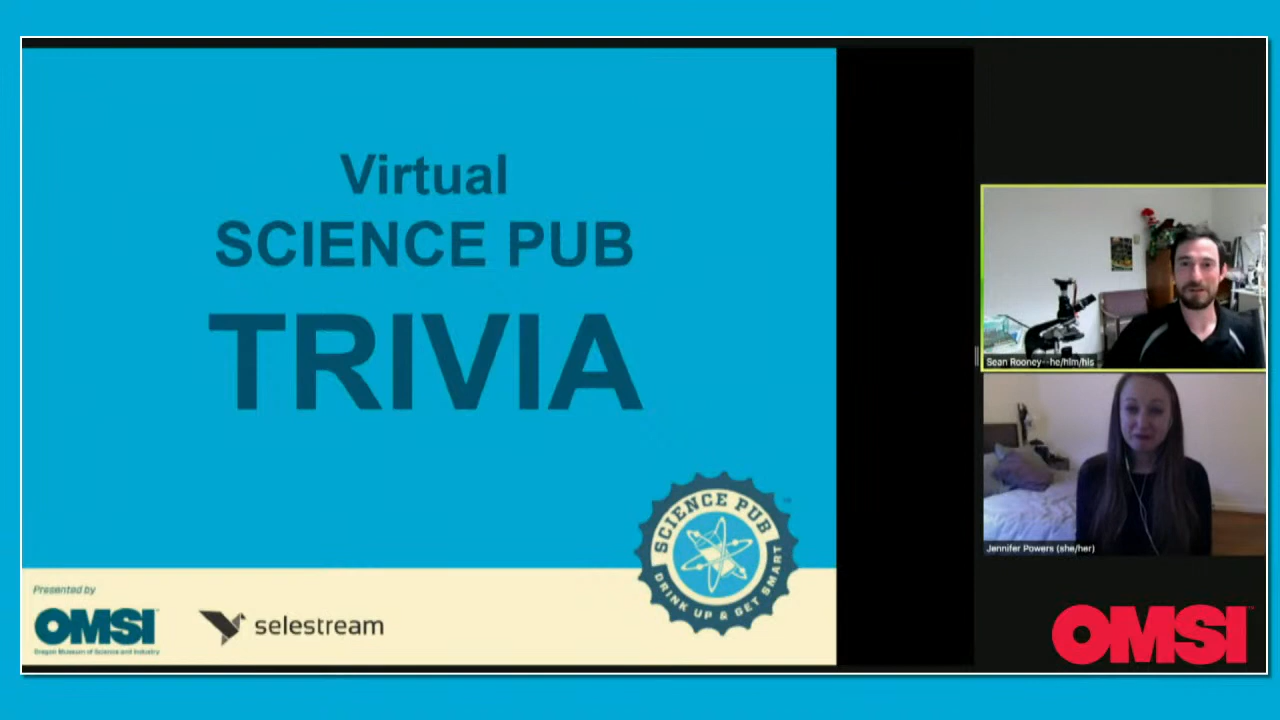 Virtual
SCIENCE PUB
TRIVIA
SCIENCE PUB
DRINK UP & GET SMART
Presented by
OMSI
Oregon Museum of Science and Industry
selestream
Sean Rooney--he/him/his
Jennifer Powers (she/her)
OMSI